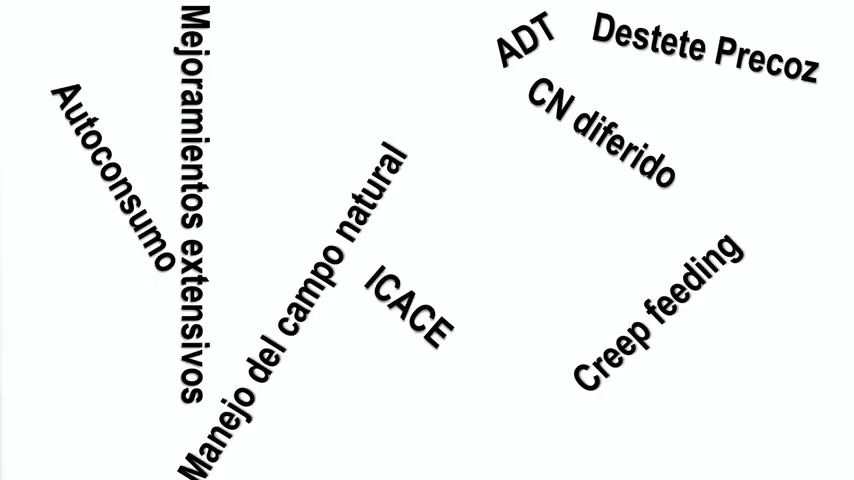 Mejoramientos extensivos
ADT
Destete Precoz
Autoconsumo
CN diferido
Manejo del campo natural
ICACE
Creep feeding